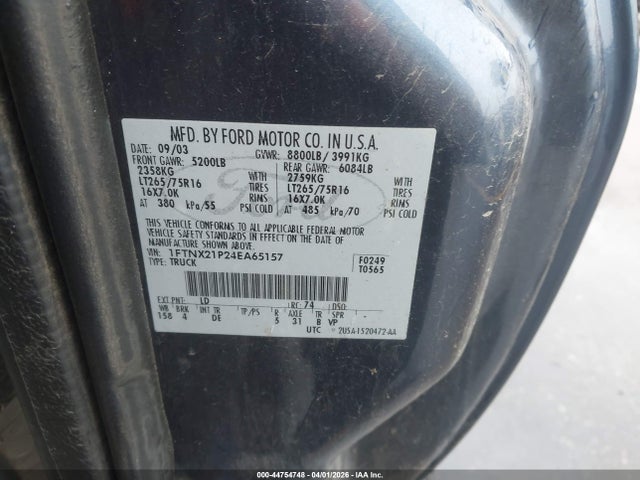 MFD. BY FORD MOTOR CO. IN U.S.A.
DATE: 09/03 GVWR: 8800LB/ 3991KG
FRONT GAWR: 5200LB REAR GAWR: 6084LB
2358KG WITH 2759KG WITH
LT265/75R16 TIRES LT265/75R16 TIRES
16X7.0K RIMS 16X7.0K RIMS
AT 380 kPa/55 PSI COLD AT 485 kPa/70 PSI COLD
Ford
THIS VEHICLE CONFORMS TO ALL APPLICABLE FEDERAL MOTOR
VEHICLE SAFETY STANDARDS IN EFFECT ON THE DATE OF
MANUFACTURE SHOWN ABOVE.
VIN: 1FTNX21P24EA65157 F0249
TYPE: TRUCK T0565
EXT PNT: LD RC: 74 DSO:
WB BRK INT TR TP/PS R AXLE TR SPR
158 4 DE 5 31 B VP
UTC 2U5A-1520472-AA
000-44754748 - 04/01/2026 - IAA Inc.